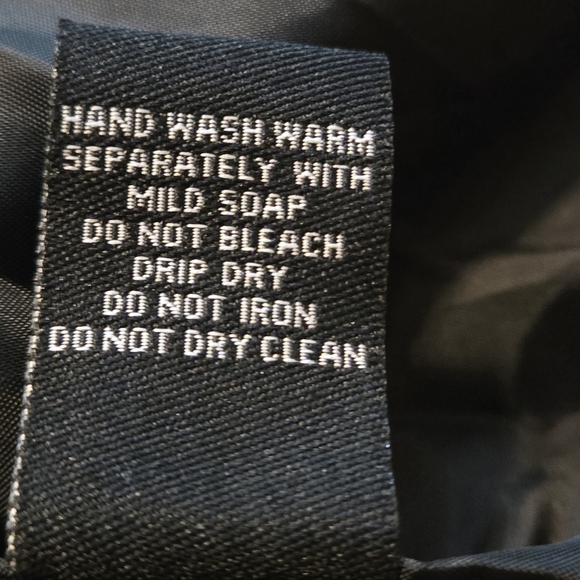 HAND WASH WARM
SEPARATELY WITH
MILD SOAP
DO NOT BLEACH
DRIP DRY
DO NOT IRON
DO NOT DRY CLEAN